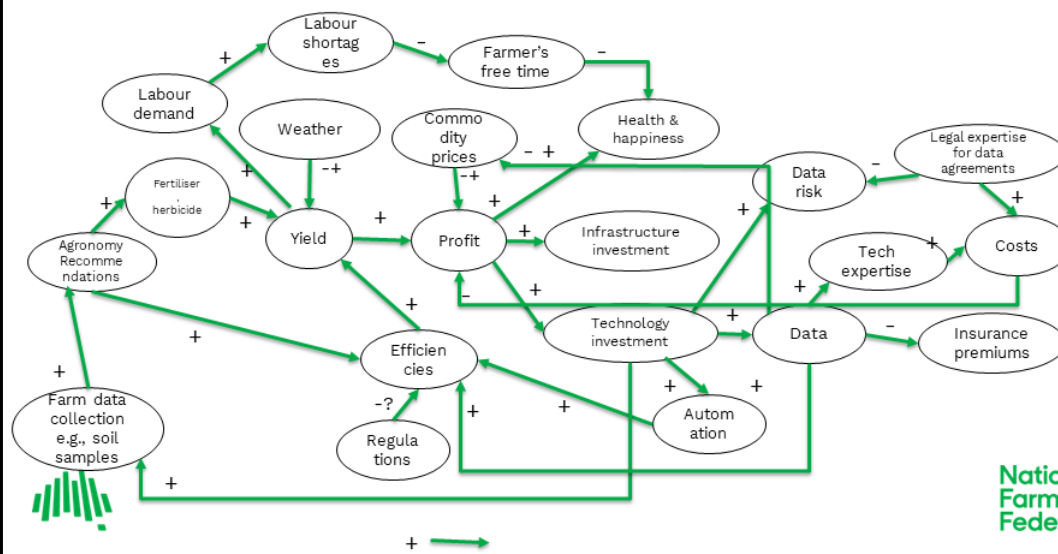 Labour
shortag
es
-
+
Farmer's
free time
-
Labour
demand
Weather
Commo
dity
prices
- +
Health &
happiness
Legal expertise
for data
agreements
-
Data
risk
+
Fertiliser
,
herbicide
+
-+
-+
+
+
+
Yield
+
Profit
+
Infrastructure
investment
+
Tech
expertise
+
Costs
Agronomy
Recomme
ndations
-
+
+
+
Technology
investment
+
Data
-
Insurance
premiums
+
Efficien
cies
+
Farm data
collection
e.g., soil
samples
-?
+
+
+
+
Autom
ation
Regula
tions
+
+
Natio
Farm
Fede